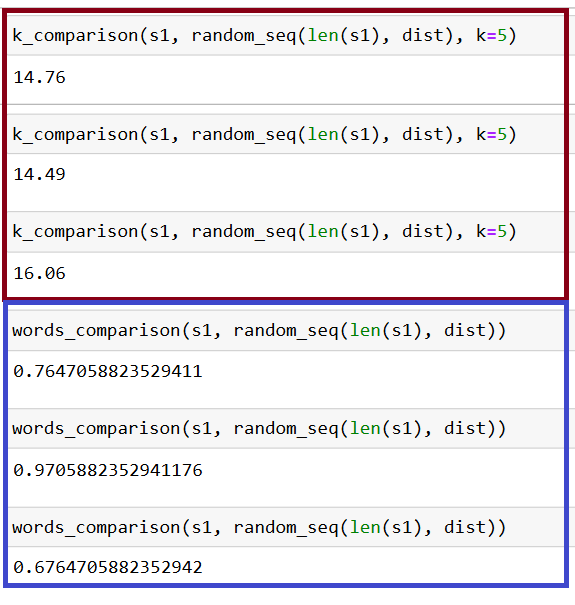 k_comparison(s1, random_seq(len(s1), dist), k=5)
14.76
k_comparison(s1, random_seq(len(s1), dist), k=5)
14.49
k_comparison(s1, random_seq(len(s1), dist), k=5)
16.06
words_comparison(s1, random_seq(len(s1), dist))
0.7647058823529411
words_comparison(s1, random_seq(len(s1), dist))
0.9705882352941176
words_comparison(s1, random_seq(len(s1), dist))
0.6764705882352942